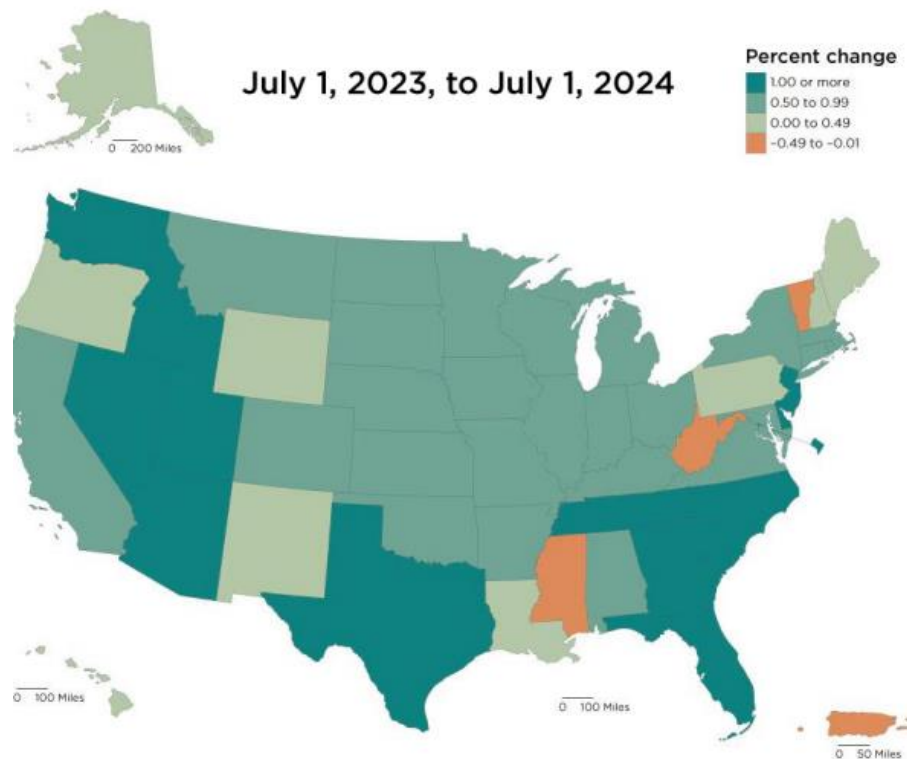 July 1, 2023, to July 1, 2024
Percent change
1.00 or more
0.50 to 0.99
0.00 to 0.49
−0.49 to −0.01
0 200 Miles
0 100 Miles
0 100 Miles
0 50 Miles